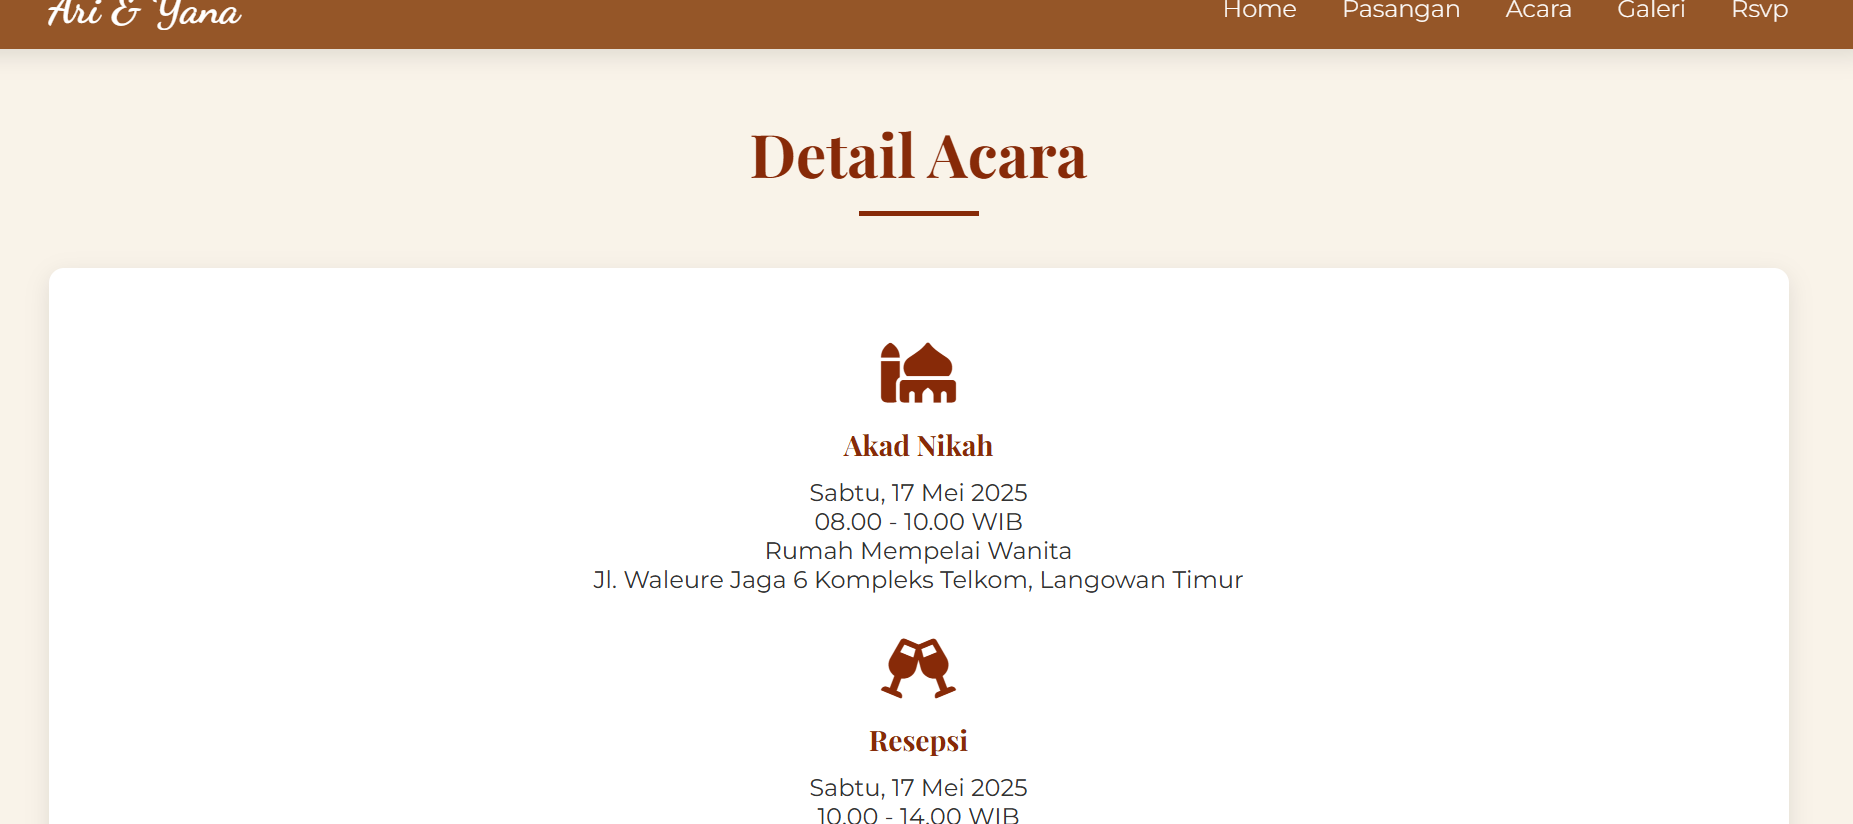 Ari & Yana
Home Pasangan Acara Galeri Rsvp
Detail Acara
Akad Nikah
Sabtu, 17 Mei 2025
08.00 - 10.00 WIB
Rumah Mempelai Wanita
Jl. Waleure Jaga 6 Kompleks Telkom, Langowan Timur
Resepsi
Sabtu, 17 Mei 2025
10.00 - 14.00 WIB